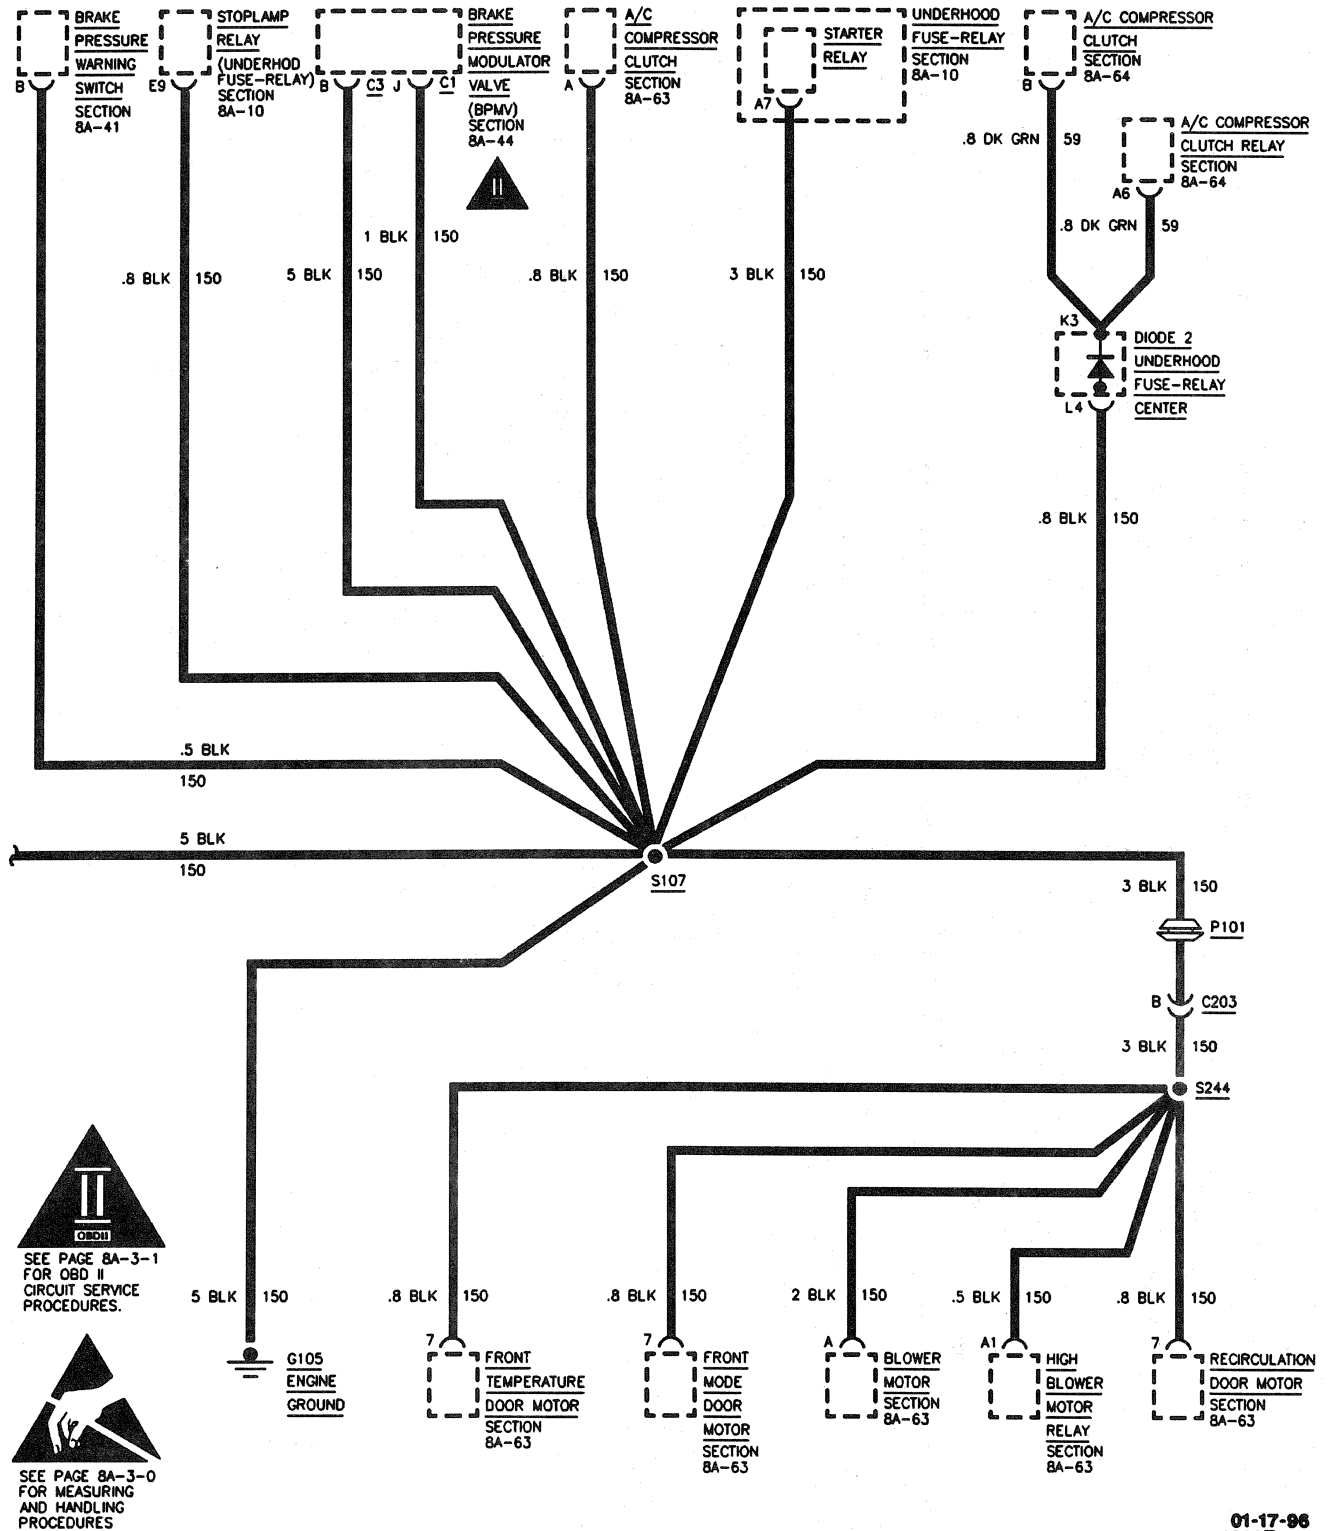 BRAKE
PRESSURE
WARNING
SWITCH
SECTION
8A-41
B
STOPLAMP
RELAY
(UNDERHOD
FUSE-RELAY)
SECTION
8A-10
E9
BRAKE
PRESSURE
MODULATOR
VALVE
(BPMV)
SECTION
8A-44
B C3 J C1
II
A/C
COMPRESSOR
CLUTCH
SECTION
8A-63
A
STARTER
RELAY
A7
UNDERHOOD
FUSE-RELAY
SECTION
8A-10
A/C COMPRESSOR
CLUTCH
SECTION
8A-64
B
A/C COMPRESSOR
CLUTCH RELAY
SECTION
8A-64
A6
.8 DK GRN 59
.8 DK GRN 59
1 BLK 150
.8 BLK 150
5 BLK 150
.8 BLK 150
3 BLK 150
K3
DIODE 2
UNDERHOOD
FUSE-RELAY
CENTER
L4
.8 BLK 150
.5 BLK
150
5 BLK
150
S107
3 BLK 150
P101
B C203
3 BLK 150
S244
II
OBDII
SEE PAGE 8A-3-1
FOR OBD II
CIRCUIT SERVICE
PROCEDURES.
5 BLK 150
.8 BLK 150
.8 BLK 150
2 BLK 150
.5 BLK 150
.8 BLK 150
G105
ENGINE
GROUND
7
FRONT
TEMPERATURE
DOOR MOTOR
SECTION
8A-63
7
FRONT
MODE
DOOR
MOTOR
SECTION
8A-63
A
BLOWER
MOTOR
SECTION
8A-63
A1
HIGH
BLOWER
MOTOR
RELAY
SECTION
8A-63
7
RECIRCULATION
DOOR MOTOR
SECTION
8A-63
SEE PAGE 8A-3-0
FOR MEASURING
AND HANDLING
PROCEDURES
01-17-96